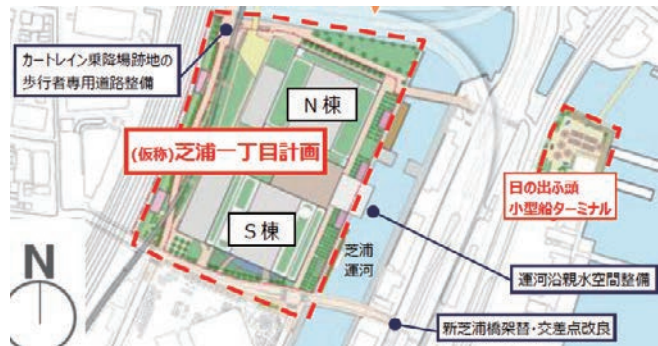 カートレイン乗降場跡地の
歩行者専用道路整備
N棟
(仮称)芝浦一丁目計画
S棟
日の出ふ頭
小型船ターミナル
芝浦
運河
N
運河沿親水空間整備
新芝浦橋架替・交差点改良